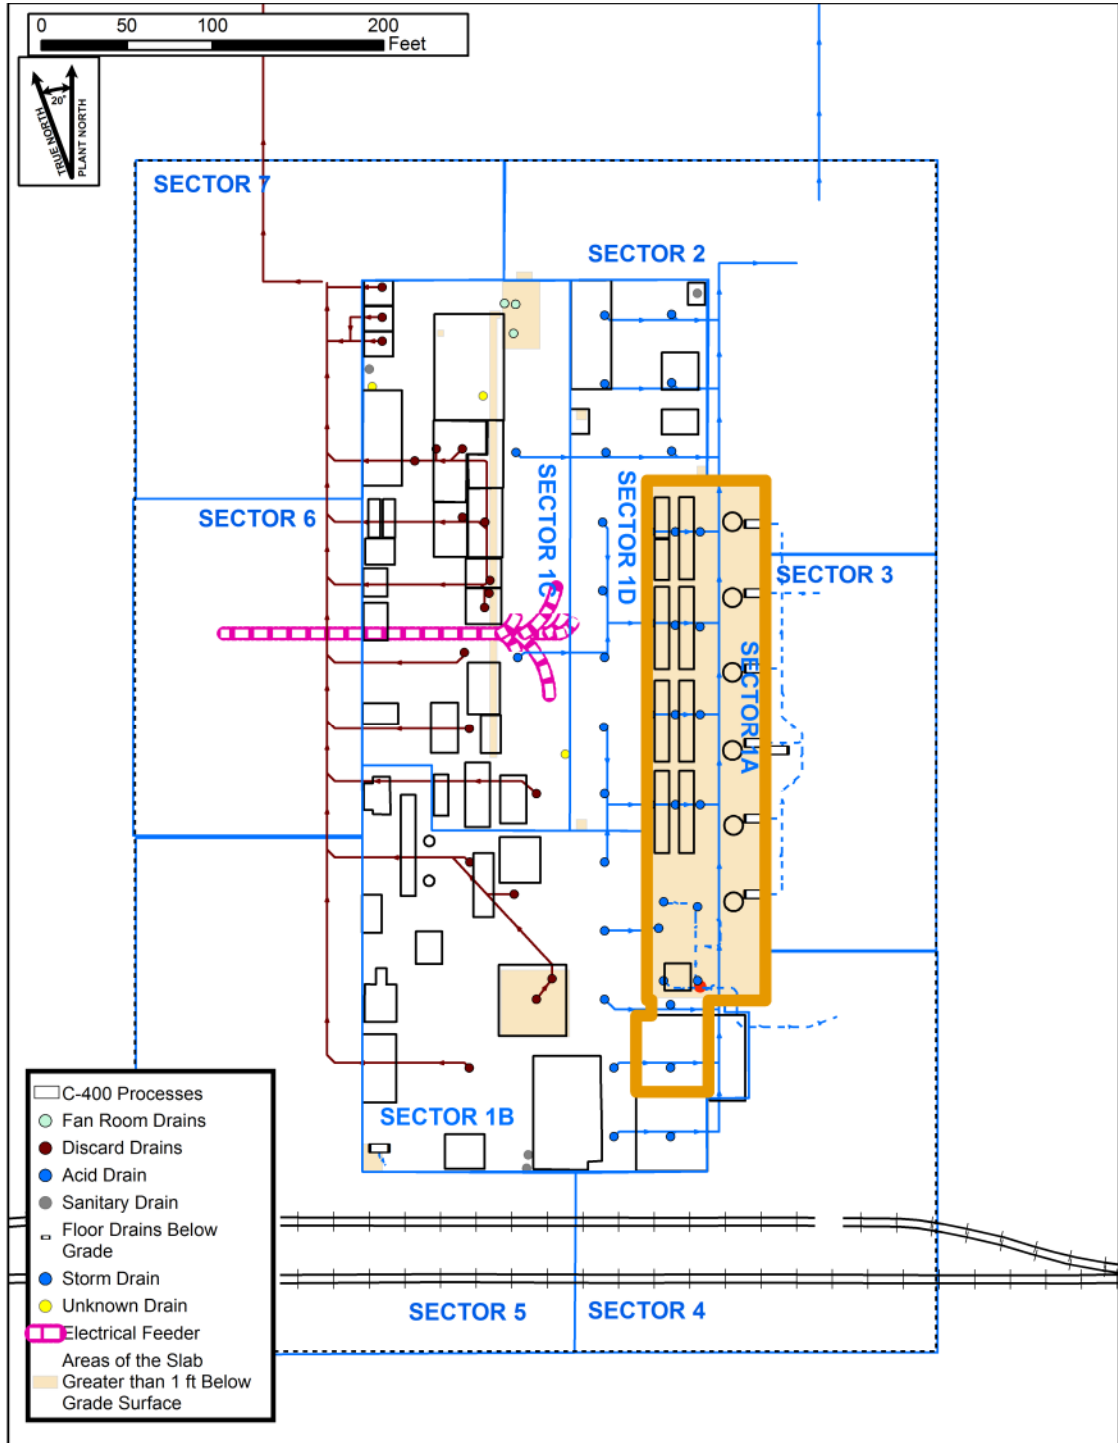 0 50 100 200
Feet
20°
TRUE NORTH
PLANT NORTH
SECTOR 7
SECTOR 2
SECTOR 6
SECTOR 1C
SECTOR 1D
SECTOR 3
SECTOR 1A
SECTOR 1B
SECTOR 5
SECTOR 4
C-400 Processes
Fan Room Drains
Discard Drains
Acid Drain
Sanitary Drain
Floor Drains Below
Grade
Storm Drain
Unknown Drain
Electrical Feeder
Areas of the Slab
Greater than 1 ft Below
Grade Surface